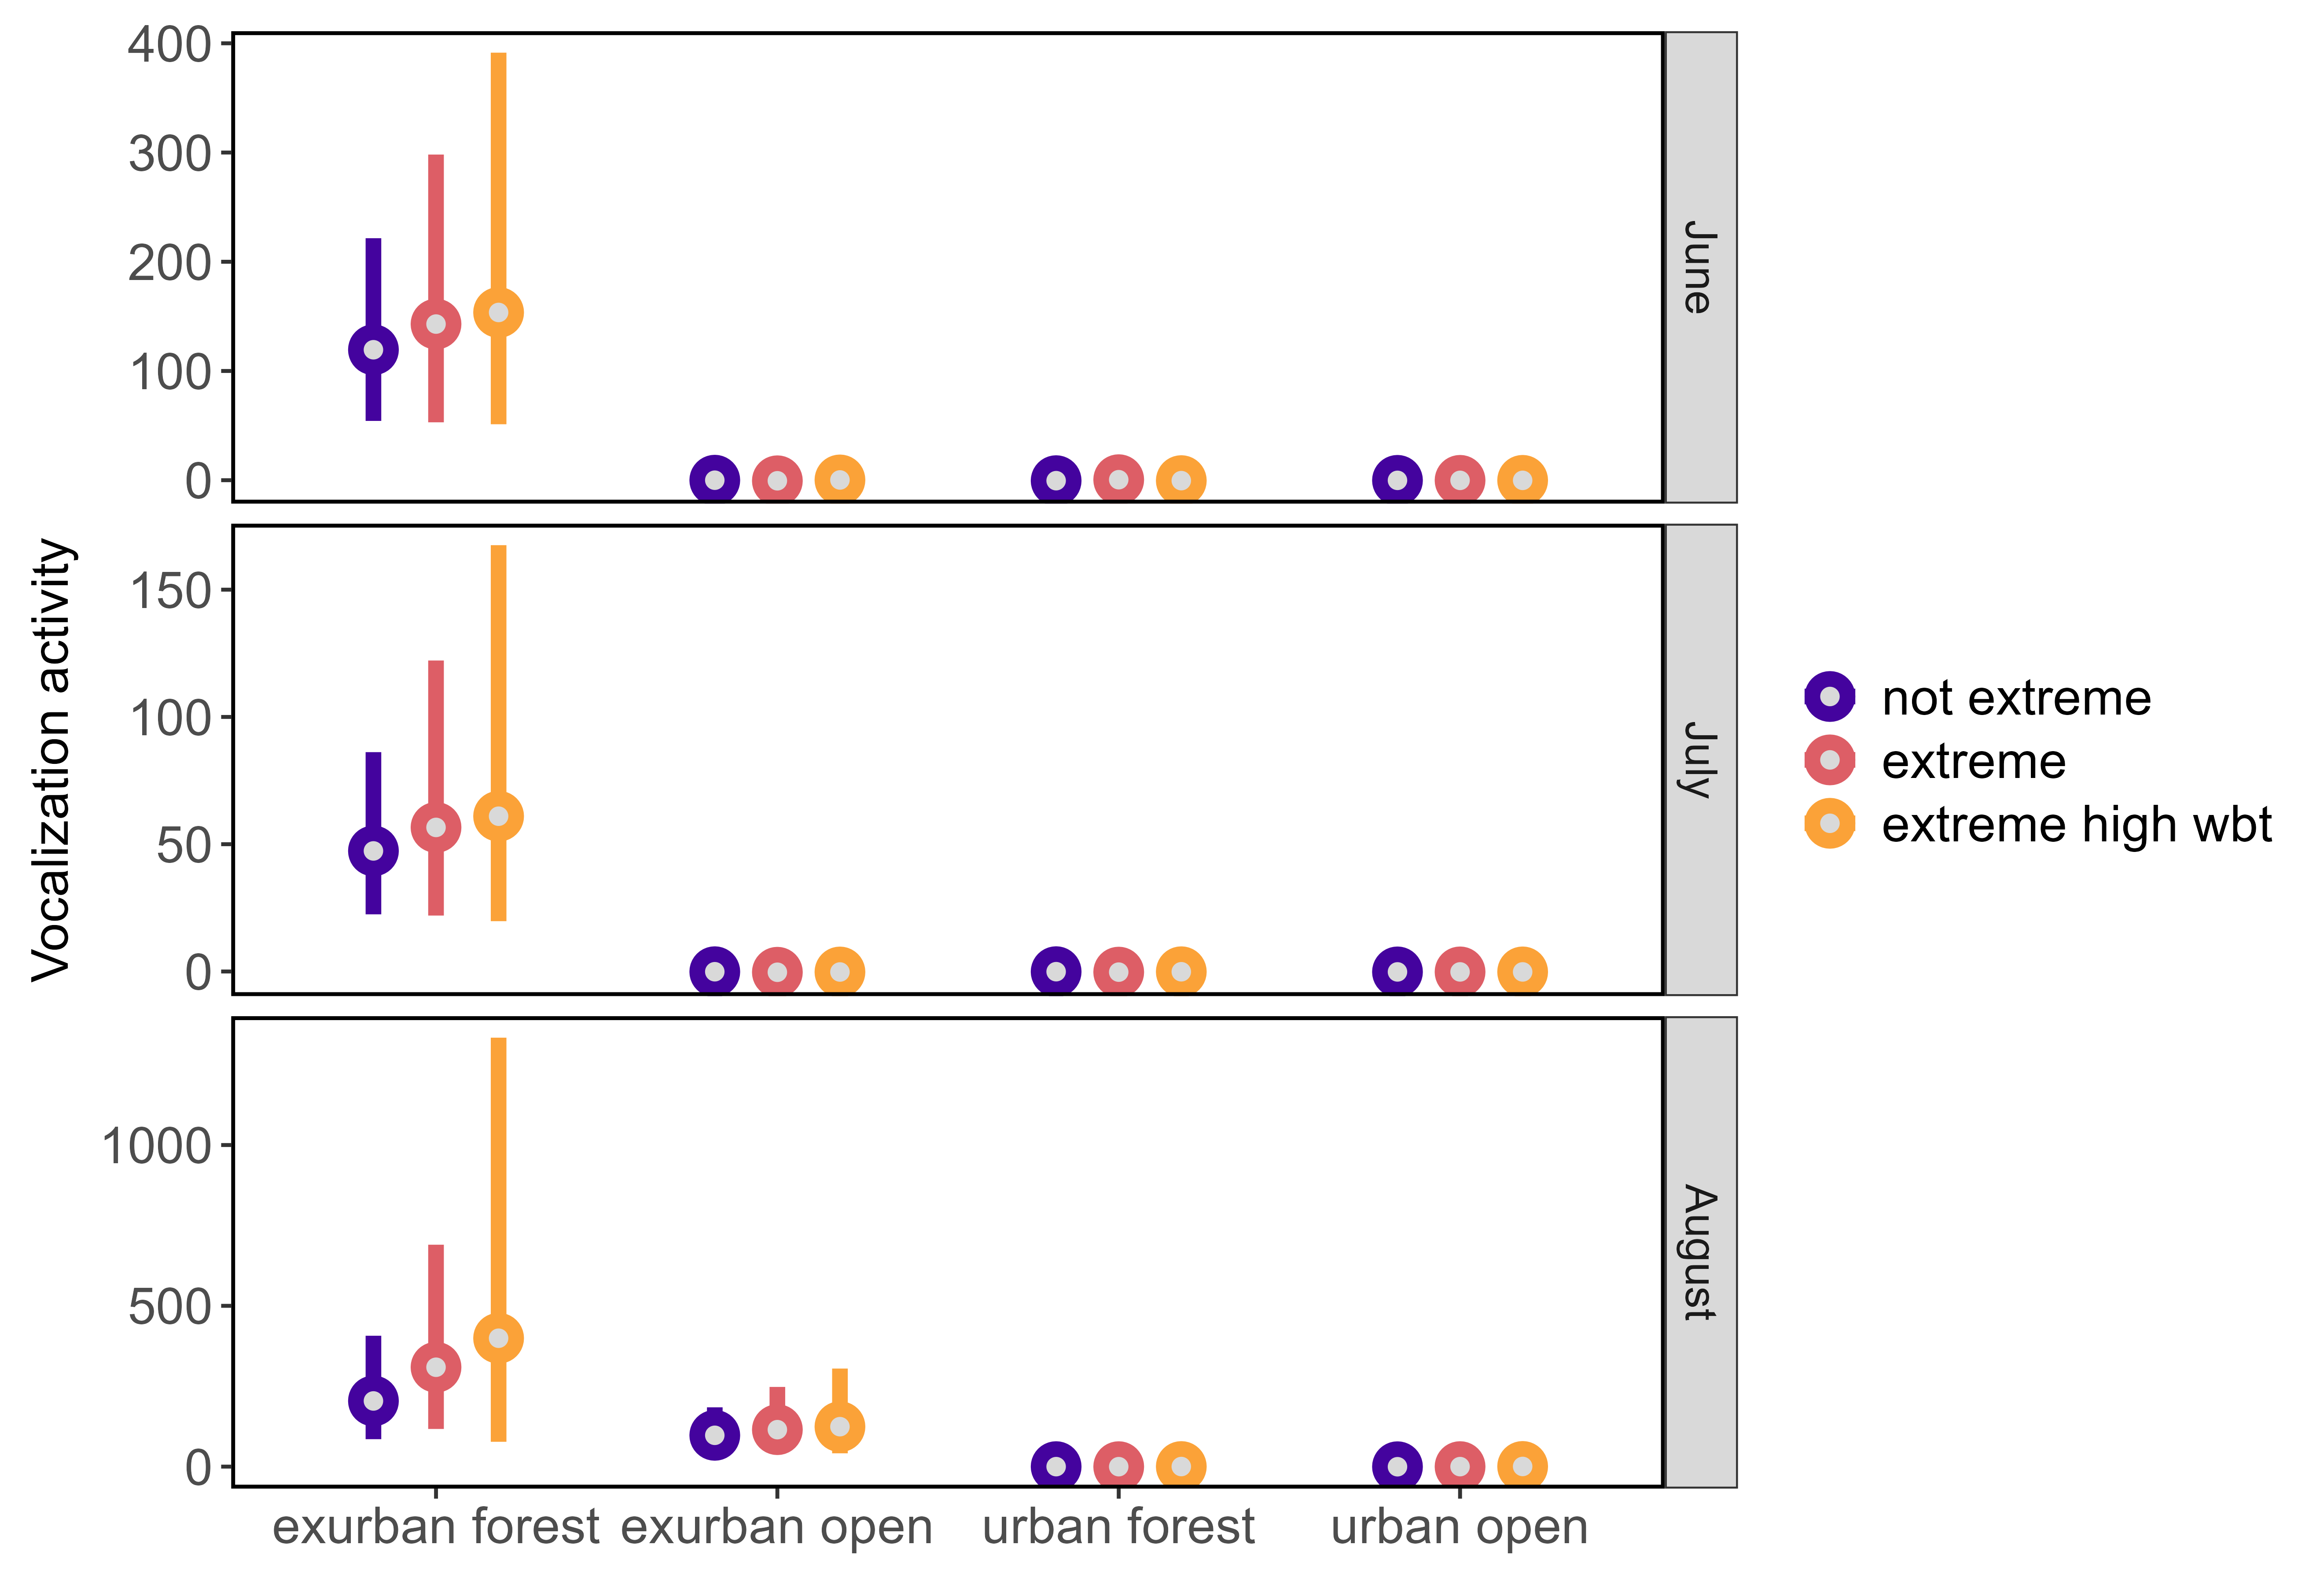 Vocalization activity
400
300
200
100
0
June
150
100
50
0
July
1000
500
0
August
exurban forest
exurban open
urban forest
urban open
not extreme
extreme
extreme high wbt